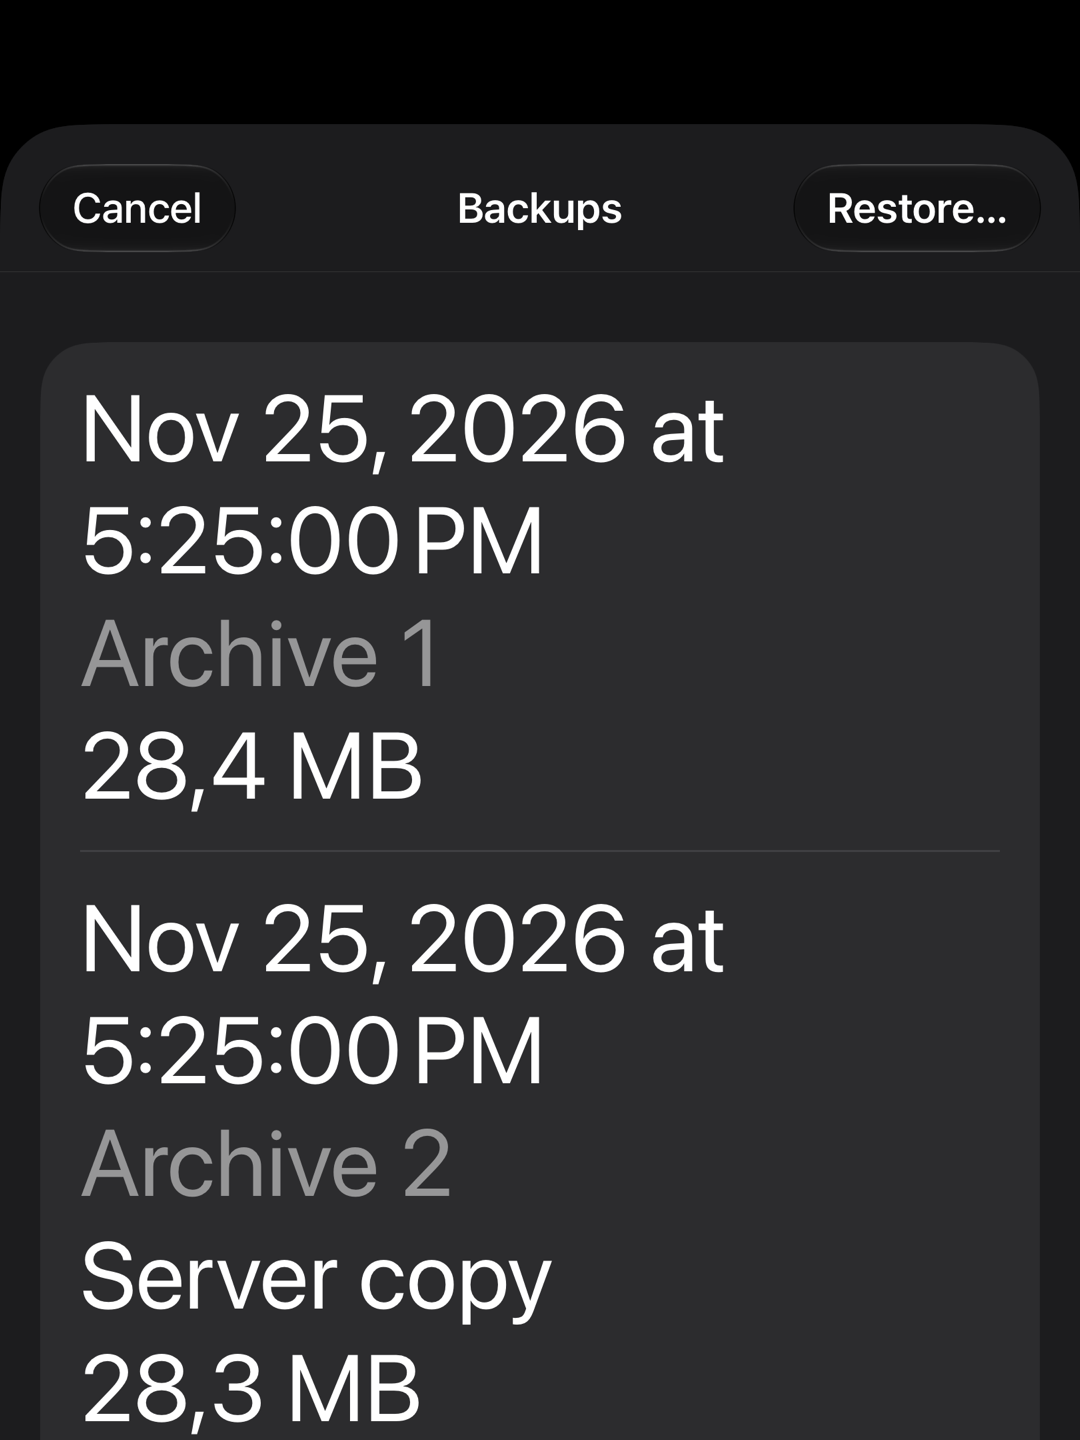 Cancel
Backups
Restore...
Nov 25, 2026 at
5:25:00 PM
Archive 1
28,4 MB
Nov 25, 2026 at
5:25:00 PM
Archive 2
Server copy
28,3 MB